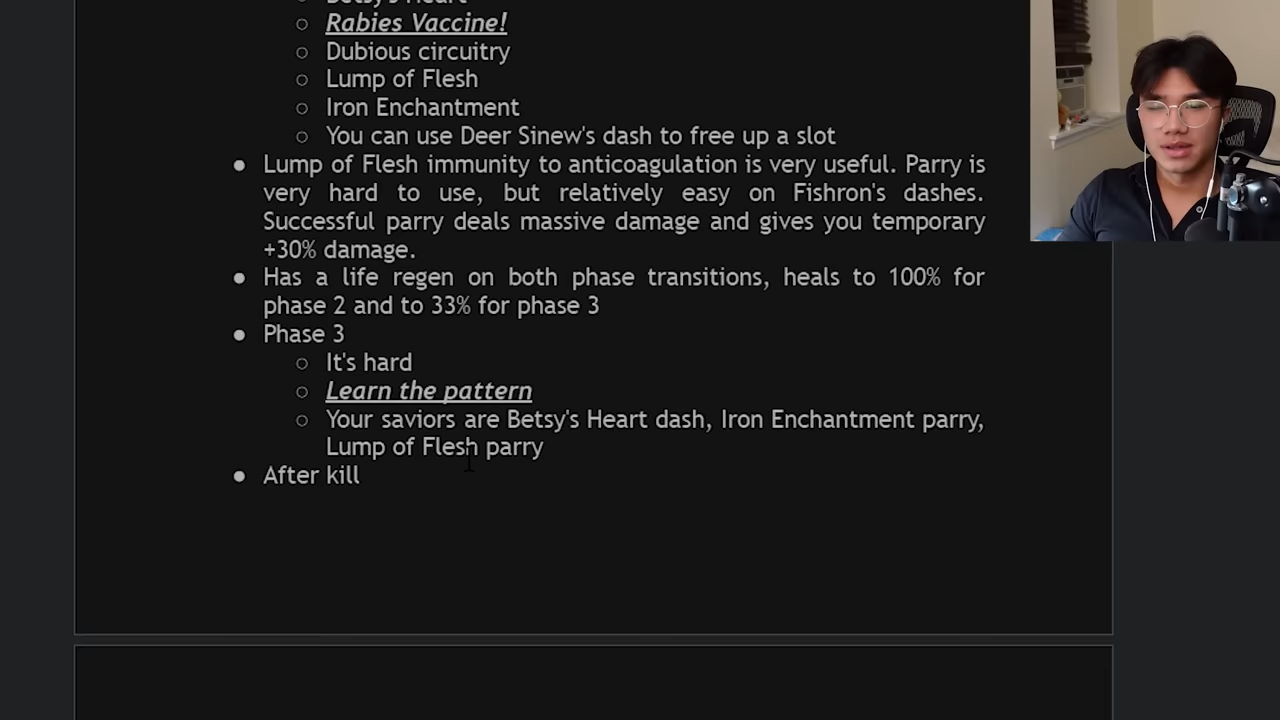 Betsy's Heart
Rabies Vaccine!
Dubious circuitry
Lump of Flesh
Iron Enchantment
You can use Deer Sinew's dash to free up a slot
Lump of Flesh immunity to anticoagulation is very useful. Parry is
very hard to use, but relatively easy on Fishron's dashes.
Successful parry deals massive damage and gives you temporary
+30% damage.
Has a life regen on both phase transitions, heals to 100% for
phase 2 and to 33% for phase 3
Phase 3
It's hard
Learn the pattern
Your saviors are Betsy's Heart dash, Iron Enchantment parry,
Lump of Flesh parry
After kill